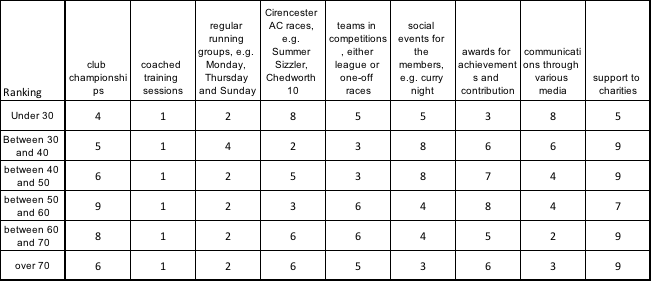 Ranking club championshi ps coached training sessions regular running groups, e.g. Monday, Thursday and Sunday Cirencester AC races, e.g. Summer Sizzler, Chedworth 10 teams in competitions , either league or one-off races social events for the members, e.g. curry night awards for achievement s and contribution communicati ons through various media support to charities
Under 30 4 1 2 8 5 5 3 8 5
Between 30 and 40 5 1 4 2 3 8 6 6 9
between 40 and 50 6 1 2 5 3 8 7 4 9
between 50 and 60 9 1 2 3 6 4 8 4 7
between 60 and 70 8 1 2 6 6 4 5 2 9
over 70 6 1 2 6 5 3 6 3 9